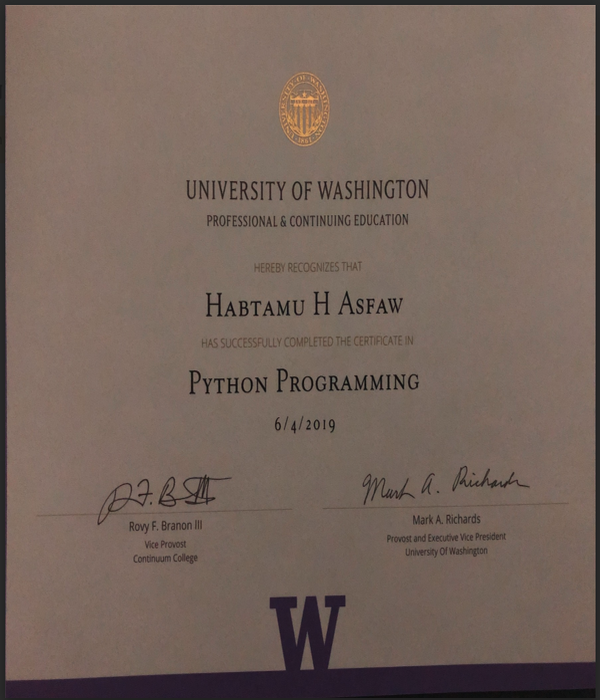 UNIVERSITY OF WASHINGTON
PROFESSIONAL & CONTINUING EDUCATION
HEREBY RECOGNIZES THAT
HABTAMU H ASFAW
HAS SUCCESSFULLY COMPLETED THE CERTIFICATE IN
PYTHON PROGRAMMING
6/4/2019
Rovy F. Branon III
Vice Provost
Continuum College
Mark A. Richards
Mark A. Richards
Provost and Executive Vice President
University Of Washington
W